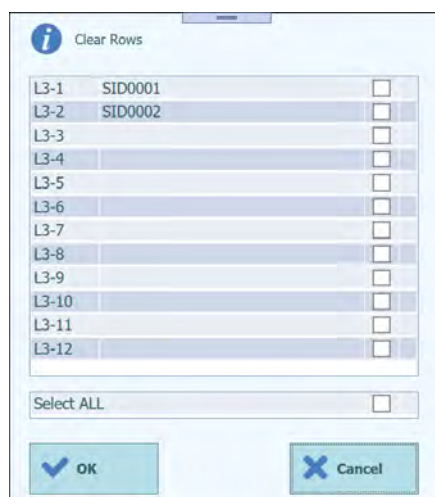 Clear Rows
L3-1 SID0001
L3-2 SID0002
L3-3
L3-4
L3-5
L3-6
L3-7
L3-8
L3-9
L3-10
L3-11
L3-12
Select ALL
OK
Cancel